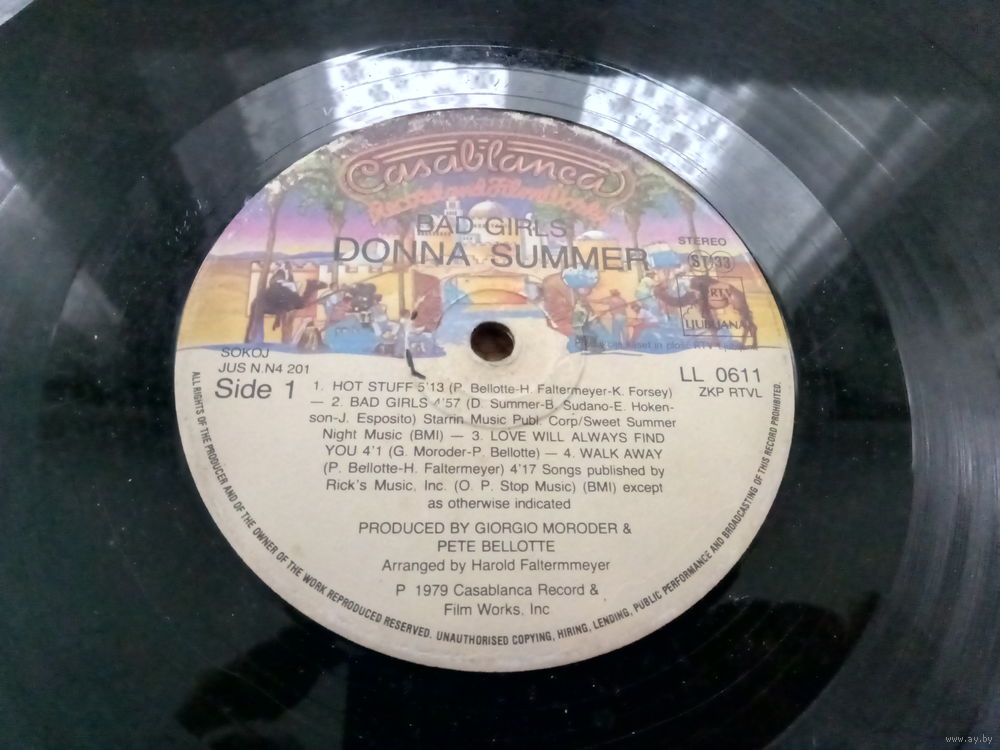 Casablanca
Record and FilmWorks
BAD GIRLS
DONNA SUMMER
STEREO
ST 33
RTV
LJUBLJANA
SOKOJ
JUS N.N4 201
Side 1
LL 0611
ZKP RTVL
1. HOT STUFF 5'13 (P. Bellotte-H. Faltermeyer-K. Forsey)
— 2. BAD GIRLS 4'57 (D. Summer-B. Sudano-E. Hoken-
son-J. Esposito) Starrin Music Publ Corp/Sweet Summer
Night Music (BMI) — 3. LOVE WILL ALWAYS FIND
YOU 4'1 (G. Moroder-P. Bellotte) — 4. WALK AWAY
(P. Bellotte-H. Faltermeyer) 4'17 Songs published by
Rick's Music, Inc. (O. P. Stop Music) (BMI) except
as otherwise indicated
PRODUCED BY GIORGIO MORODER &
PETE BELLOTTE
Arranged by Harold Faltermmeyer
P 1979 Casablanca Record &
Film Works, Inc
ALL RIGHTS OF THE PRODUCER AND OF THE OWNER OF THE WORK REPRODUCED RESERVED. UNAUTHORISED COPYING, HIRING, LENDING, PUBLIC PERFORMANCE AND BROADCASTING OF THIS RECORD PROHIBITED.
www.ay.by